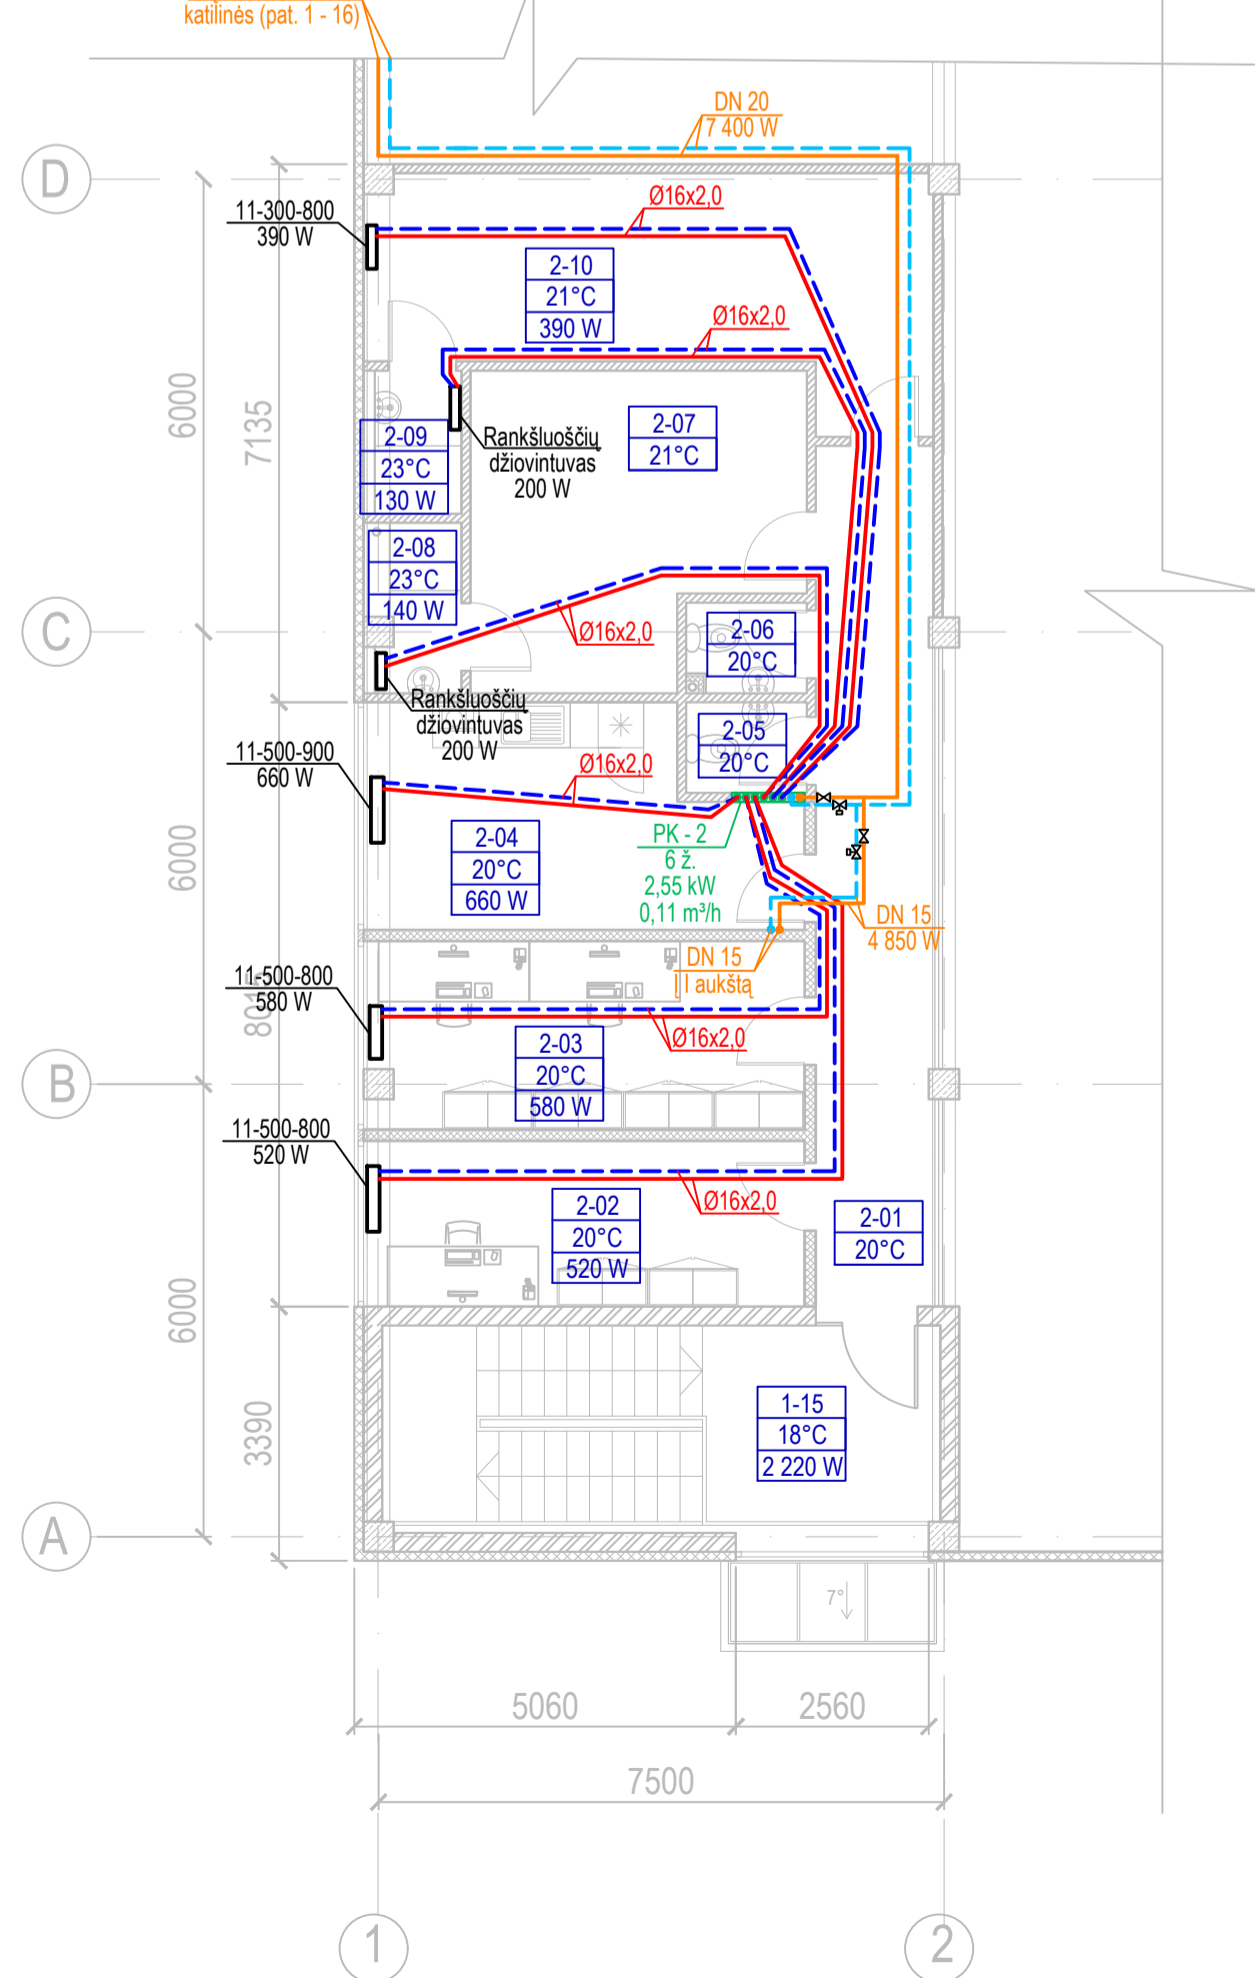 katilinės (pat. 1 - 16)
DN 20
7 400 W
D
11-300-800
390 W
Ø16x2,0
2-10
21°C
390 W
Ø16x2,0
6000
7135
2-09
23°C
130 W
Rankšluoščių
džiovintuvas
200 W
2-07
21°C
2-08
23°C
140 W
C
Ø16x2,0
2-06
20°C
Rankšluoščių
džiovintuvas
200 W
2-05
20°C
11-500-900
660 W
Ø16x2,0
6000
2-04
20°C
660 W
PK - 2
6 ž.
2,55 kW
0,11 m³/h
DN 15
4 850 W
DN 15
Į I aukštą
11-500-800
580 W
Ø16x2,0
2-03
20°C
580 W
B
11-500-800
520 W
Ø16x2,0
2-02
20°C
520 W
2-01
20°C
6000
3390
1-15
18°C
2 220 W
A
7°
5060
2560
7500
1
2